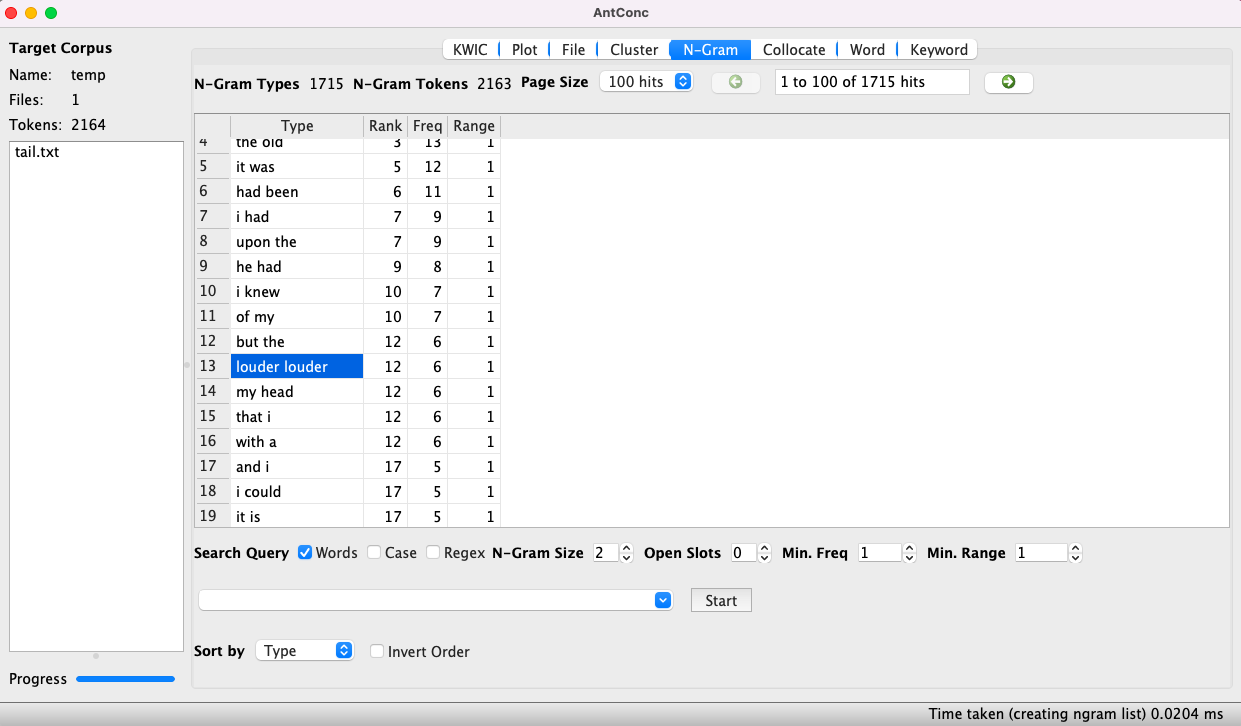 AntConc
Target Corpus
Name: temp
Files: 1
Tokens: 2164
tail.txt
Progress
KWIC Plot File Cluster N-Gram Collocate Word Keyword
N-Gram Types 1715 N-Gram Tokens 2163 Page Size 100 hits 1 to 100 of 1715 hits
Type Rank Freq Range
4 the old 3 13 1
5 it was 5 12 1
6 had been 6 11 1
7 i had 7 9 1
8 upon the 7 9 1
9 he had 9 8 1
10 i knew 10 7 1
11 of my 10 7 1
12 but the 12 6 1
13 louder louder 12 6 1
14 my head 12 6 1
15 that i 12 6 1
16 with a 12 6 1
17 and i 17 5 1
18 i could 17 5 1
19 it is 17 5 1
Search Query Words Case Regex N-Gram Size 2 Open Slots 0 Min. Freq 1 Min. Range 1
Start
Sort by Type Invert Order
Time taken (creating ngram list) 0.0204 ms